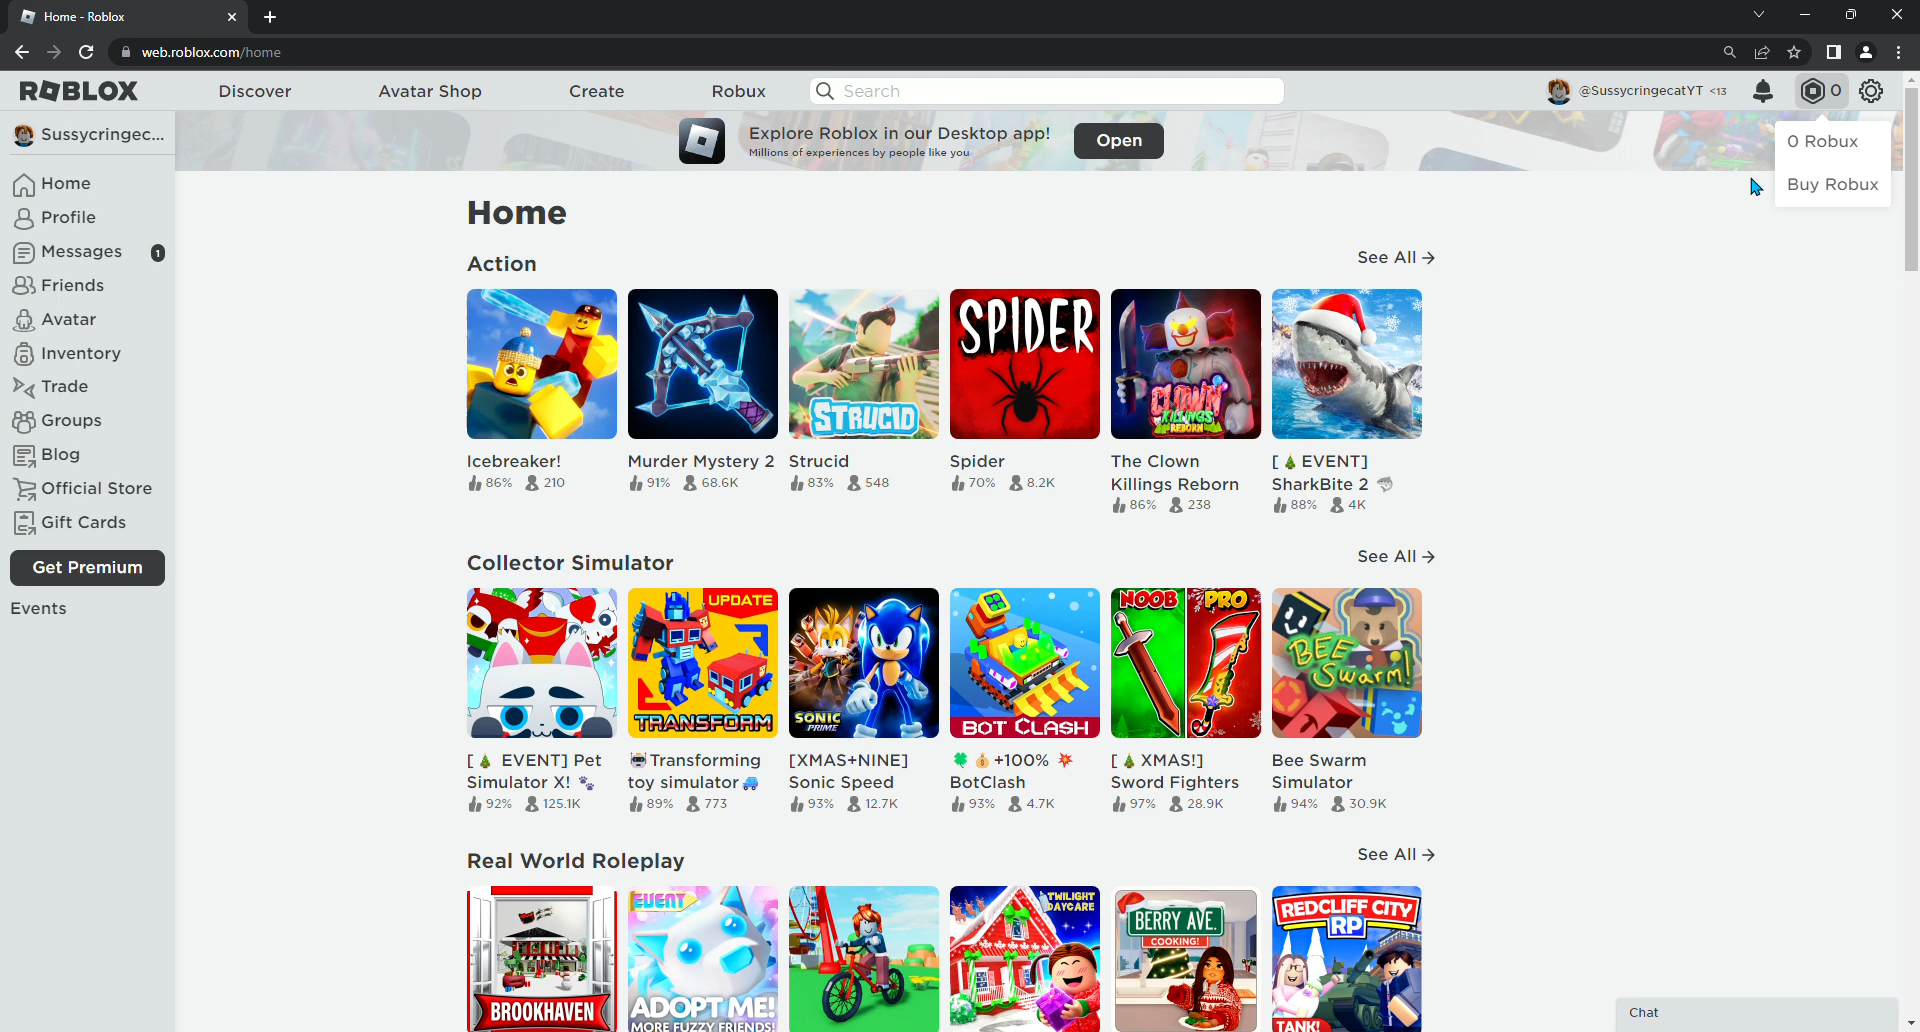 Home - Roblox
web.roblox.com/home
ROBLOX
Discover
Avatar Shop
Create
Robux
Search
@SussycringecatYT <13
0
Sussycringec...
Explore Roblox in our Desktop app!
Millions of experiences by people like you
Open
0 Robux
Buy Robux
Home
Profile
Messages 1
Friends
Avatar
Inventory
Trade
Groups
Blog
Official Store
Gift Cards
Get Premium
Events
Home
Action
See All →
STRUCID
SPIDER
CLOWN
KILLINGS
REBORN
Icebreaker!
86% 210
Murder Mystery 2
91% 68.6K
Strucid
83% 548
Spider
70% 8.2K
The Clown
Killings Reborn
86% 238
[🎄EVENT]
SharkBite 2 🦈
88% 4K
Collector Simulator
See All →
UPDATE
TRANSFORM
SONIC
PRIME
BOT CLASH
NOOB PRO
BEE
Swarm!
[🎄 EVENT] Pet
Simulator X! 🐾
92% 125.1K
🤖Transforming
toy simulator🚙
89% 773
[XMAS+NINE]
Sonic Speed
93% 12.7K
🍀💰+100% 💥
BotClash
93% 4.7K
[🎄XMAS!]
Sword Fighters
97% 28.9K
Bee Swarm
Simulator
94% 30.9K
Real World Roleplay
See All →
BROOKHAVEN
EVENT
ADOPT ME!
MORE FUZZY FRIENDS!
TWILIGHT
DAYCARE
BERRY AVE.
COOKING!
REDCLIFF CITY
RP
TANK!
Chat